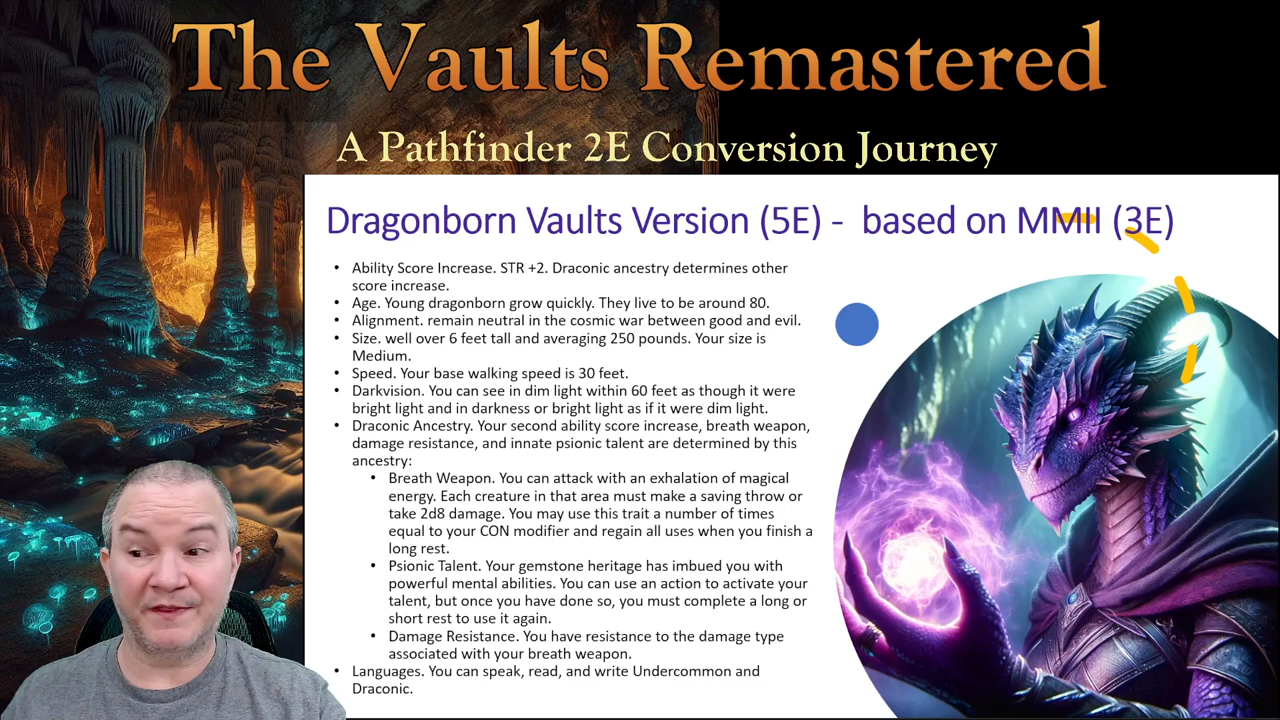 The Vaults Remastered
A Pathfinder 2E Conversion Journey
Dragonborn Vaults Version (5E) - based on MMII (3E)
• Ability Score Increase. STR +2. Draconic ancestry determines other
score increase.
• Age. Young dragonborn grow quickly. They live to be around 80.
• Alignment. remain neutral in the cosmic war between good and evil.
• Size. well over 6 feet tall and averaging 250 pounds. Your size is
Medium.
• Speed. Your base walking speed is 30 feet.
• Darkvision. You can see in dim light within 60 feet as though it were
bright light and in darkness or bright light as if it were dim light.
• Draconic Ancestry. Your second ability score increase, breath weapon,
damage resistance, and innate psionic talent are determined by this
ancestry:
• Breath Weapon. You can attack with an exhalation of magical
energy. Each creature in that area must make a saving throw or
take 2d8 damage. You may use this trait a number of times
equal to your CON modifier and regain all uses when you finish a
long rest.
• Psionic Talent. Your gemstone heritage has imbued you with
powerful mental abilities. You can use an action to activate your
talent, but once you have done so, you must complete a long or
short rest to use it again.
• Damage Resistance. You have resistance to the damage type
associated with your breath weapon.
• Languages. You can speak, read, and write Undercommon and
Draconic.